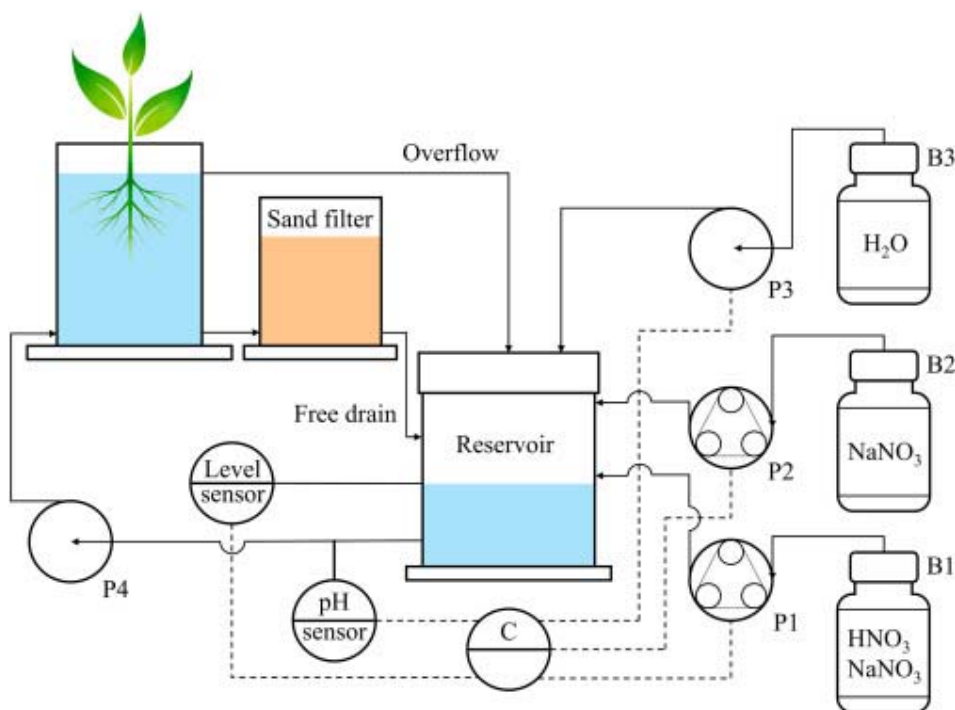 Overflow
B3
Sand filter
H₂O
P3
B2
Free drain
Reservoir
NaNO₃
Level
sensor
P2
B1
P4
pH
sensor
C
P1
HNO₃
NaNO₃